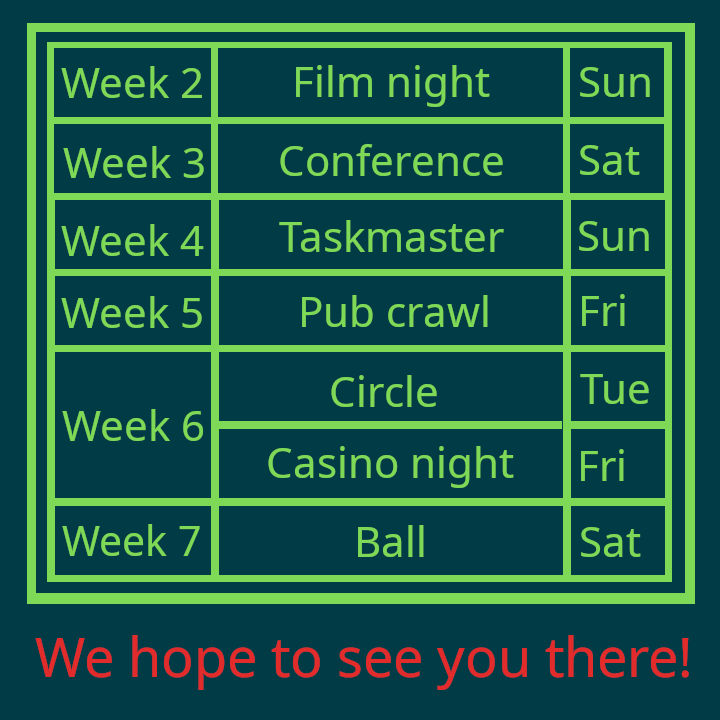 Week 2 Film night Sun
Week 3 Conference Sat
Week 4 Taskmaster Sun
Week 5 Pub crawl Fri
Week 6 Circle Tue
Casino night Fri
Week 7 Ball Sat
We hope to see you there!